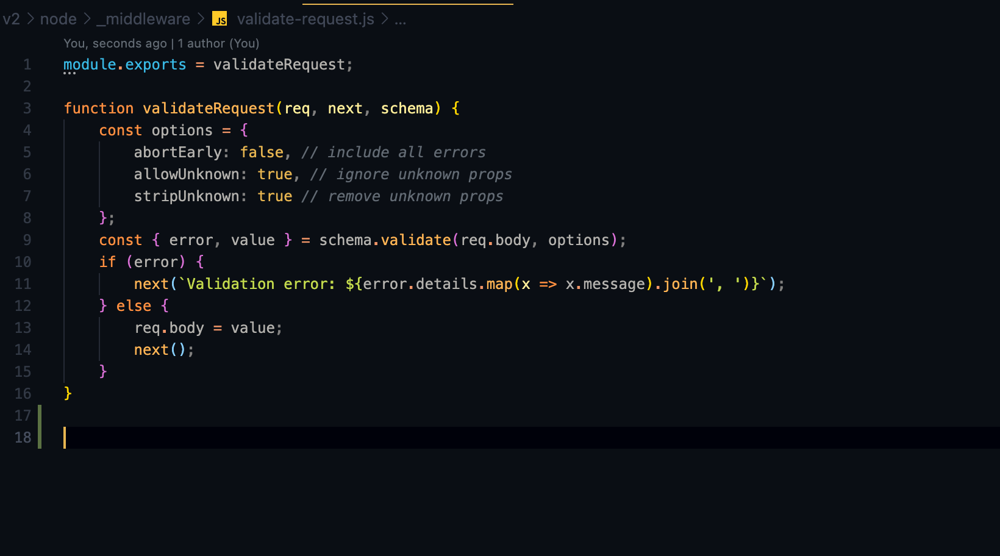 v2 > node > _middleware > JS validate-request.js > ...
You, seconds ago | 1 author (You)
1 module.exports = validateRequest;
2
3 function validateRequest(req, next, schema) {
4     const options = {
5         abortEarly: false, // include all errors
6         allowUnknown: true, // ignore unknown props
7         stripUnknown: true // remove unknown props
8     };
9     const { error, value } = schema.validate(req.body, options);
10     if (error) {
11         next(`Validation error: ${error.details.map(x => x.message).join(', ')}`);
12     } else {
13         req.body = value;
14         next();
15     }
16 }
17
18